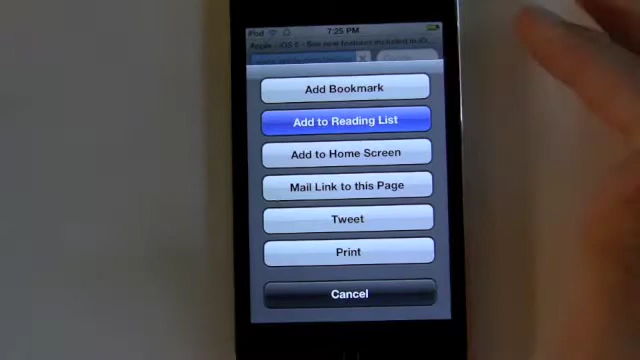 iPod 7:25 PM
Apple - iOS 5 - See new features included in iO...
Add Bookmark
Add to Reading List
Add to Home Screen
Mail Link to this Page
Tweet
Print
Cancel